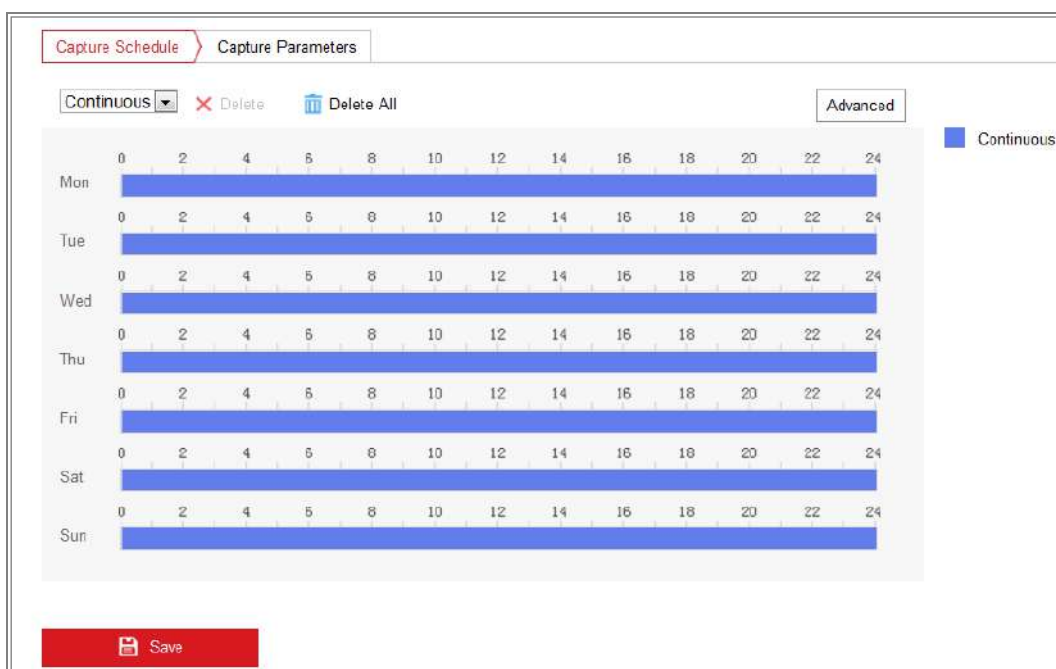 Capture Schedule Capture Parameters
Continuous Delete Delete All Advanced
Continuous
0 2 4 6 8 10 12 14 16 18 20 22 24
Mon
0 2 4 6 8 10 12 14 16 18 20 22 24
Tue
0 2 4 6 8 10 12 14 16 18 20 22 24
Wed
0 2 4 6 8 10 12 14 16 18 20 22 24
Thu
0 2 4 6 8 10 12 14 16 18 20 22 24
Fri
0 2 4 6 8 10 12 14 16 18 20 22 24
Sat
0 2 4 6 8 10 12 14 16 18 20 22 24
Sun
Save